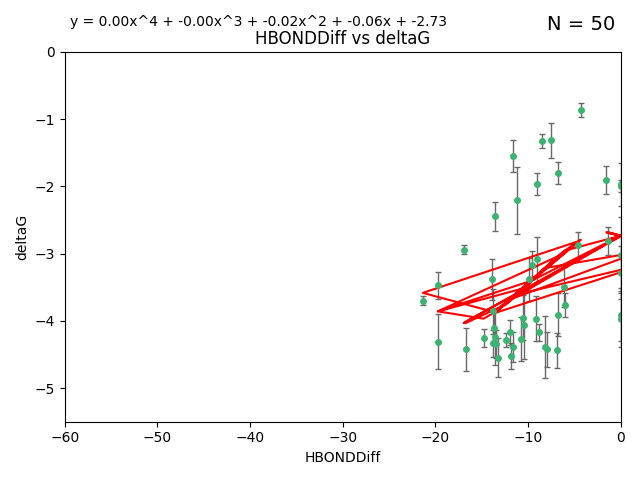 y = 0.00x^4 + -0.00x^3 + -0.02x^2 + -0.06x + -2.73
N = 50
HBONDDiff vs deltaG
0
−1
−2
−3
−4
−5
deltaG
−60 −50 −40 −30 −20 −10 0
HBONDDiff